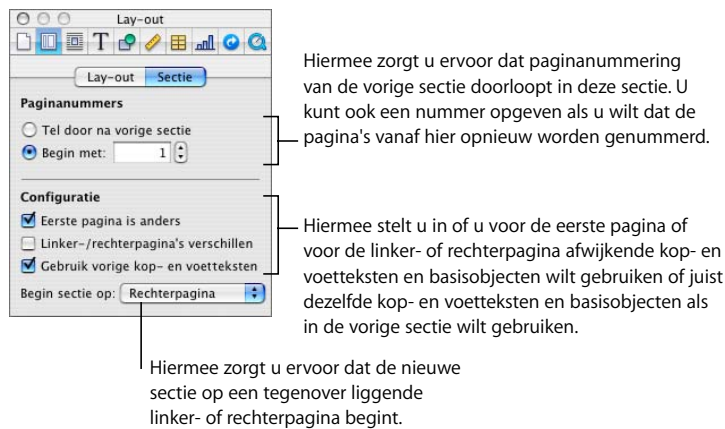 Lay-out
T
Lay-out Sectie
Paginanummers
Tel door na vorige sectie
Begin met: 1
Configuratie
Eerste pagina is anders
Linker-/rechterpagina's verschillen
Gebruik vorige kop- en voetteksten
Begin sectie op: Rechterpagina
Hiermee zorgt u ervoor dat paginanummering
van de vorige sectie doorloopt in deze sectie. U
kunt ook een nummer opgeven als u wilt dat de
pagina's vanaf hier opnieuw worden genummerd.
Hiermee stelt u in of u voor de eerste pagina of
voor de linker- of rechterpagina afwijkende kop- en
voetteksten en basisobjecten wilt gebruiken of juist
dezelfde kop- en voetteksten en basisobjecten als
in de vorige sectie wilt gebruiken.
Hiermee zorgt u ervoor dat de nieuwe
sectie op een tegenover liggende
linker- of rechterpagina begint.